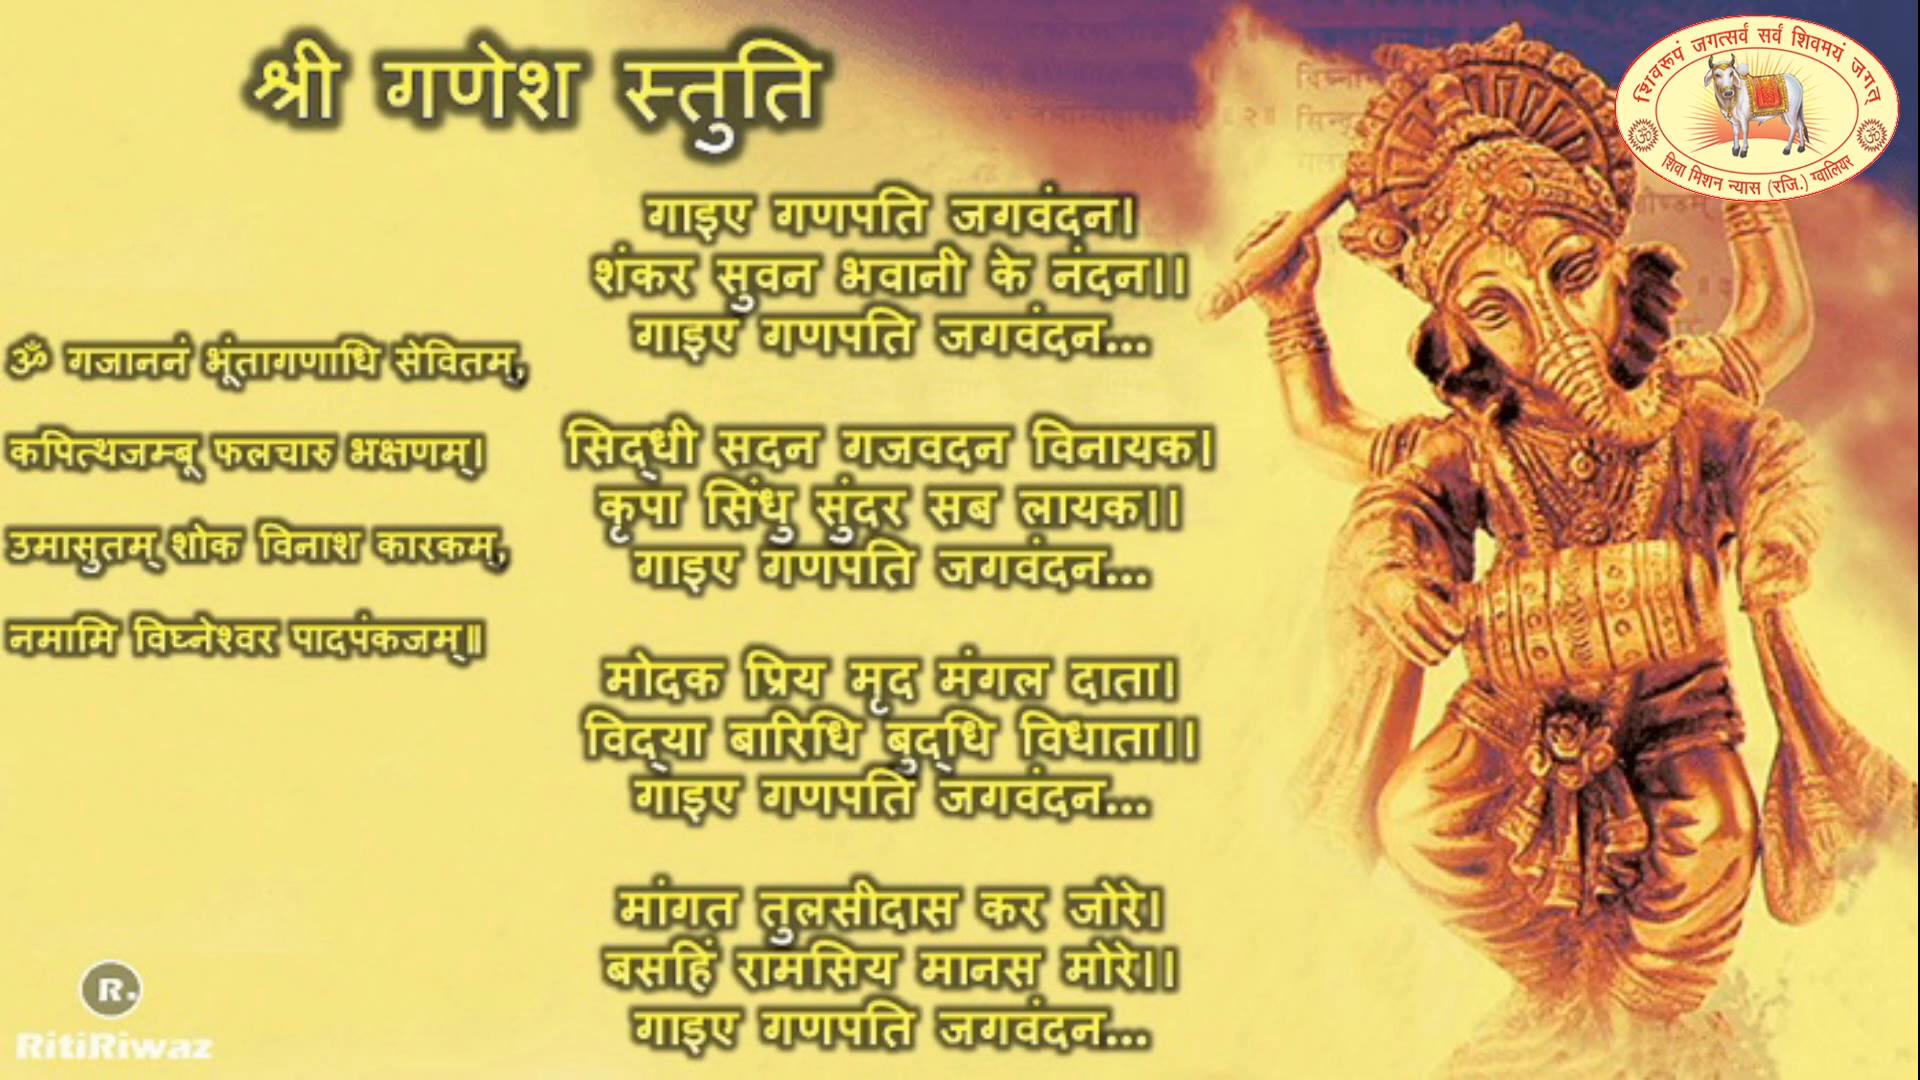 श्री गणेश स्तुति
ॐ गजाननं भूंतागणाधि सेवितम्,
कपित्थजम्बू फलचारु भक्षणम्।
उमासुतम् शोक विनाश कारकम्,
नमामि विघ्नेश्वर पादपंकजम्॥
गाइए गणपति जगवंदन।
शंकर सुवन भवानी के नंदन।।
गाइए गणपति जगवंदन...
सिद्धी सदन गजवदन विनायक।
कृपा सिंधु सुंदर सब लायक।।
गाइए गणपति जगवंदन...
मोदक प्रिय मृद मंगल दाता।
विद्या बारिधि बुद्धि विधाता।।
गाइए गणपति जगवंदन...
मांगत तुलसीदास कर जोरे।
बसहिं रामसिय मानस मोरे।।
गाइए गणपति जगवंदन...
शिवरूपं जगत्सर्वं सर्वं शिवमयं जगत्
शिवा मिशन न्यास (रजि.) ग्वालियर
R.
RitiRiwaz